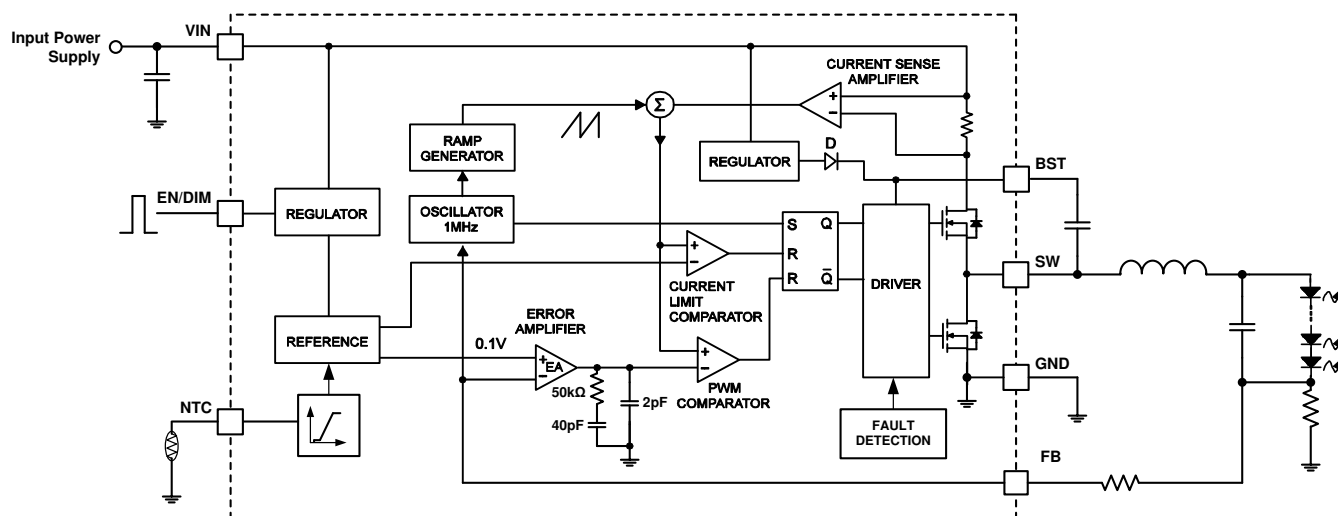 Input Power
Supply
VIN
CURRENT SENSE
AMPLIFIER
+
−
Σ
RAMP
GENERATOR
REGULATOR
D
BST
EN/DIM
REGULATOR
OSCILLATOR
1MHz
S
Q
R
R
Q̅
DRIVER
SW
+
−
CURRENT
LIMIT
COMPARATOR
REFERENCE
0.1V
ERROR
AMPLIFIER
+
−
EA
+
−
PWM
COMPARATOR
50kΩ
2pF
40pF
GND
NTC
FAULT
DETECTION
FB